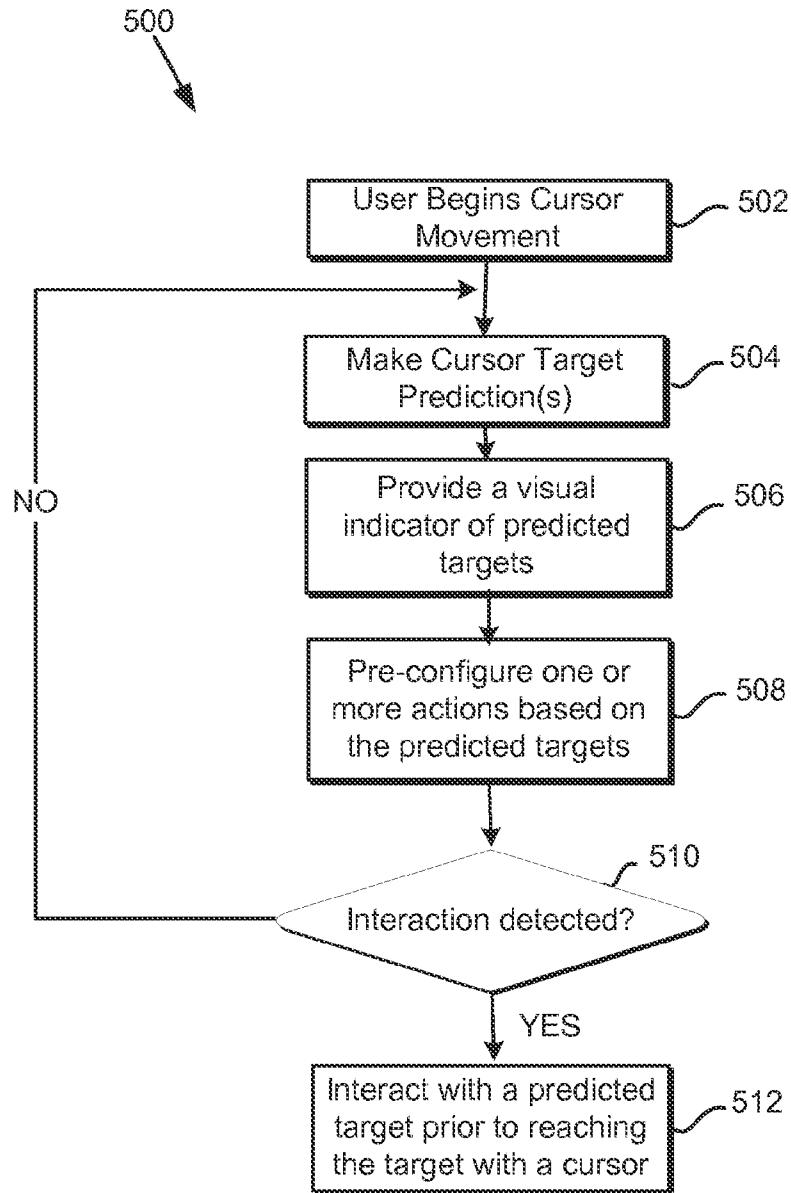 500
User Begins Cursor
Movement
502
Make Cursor Target
Prediction(s)
504
Provide a visual
indicator of predicted
targets
506
NO
Pre-configure one or
more actions based on
the predicted targets
508
510
Interaction detected?
YES
Interact with a predicted
target prior to reaching
the target with a cursor
512